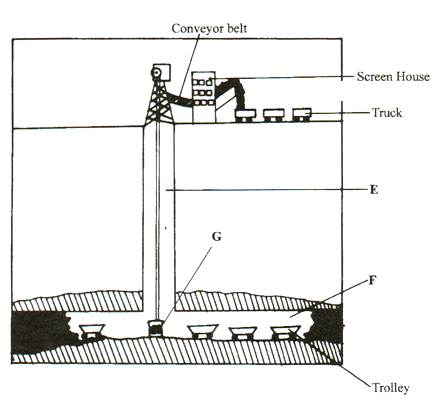 Conveyor belt
Screen House
Truck
E
G
F
Trolley